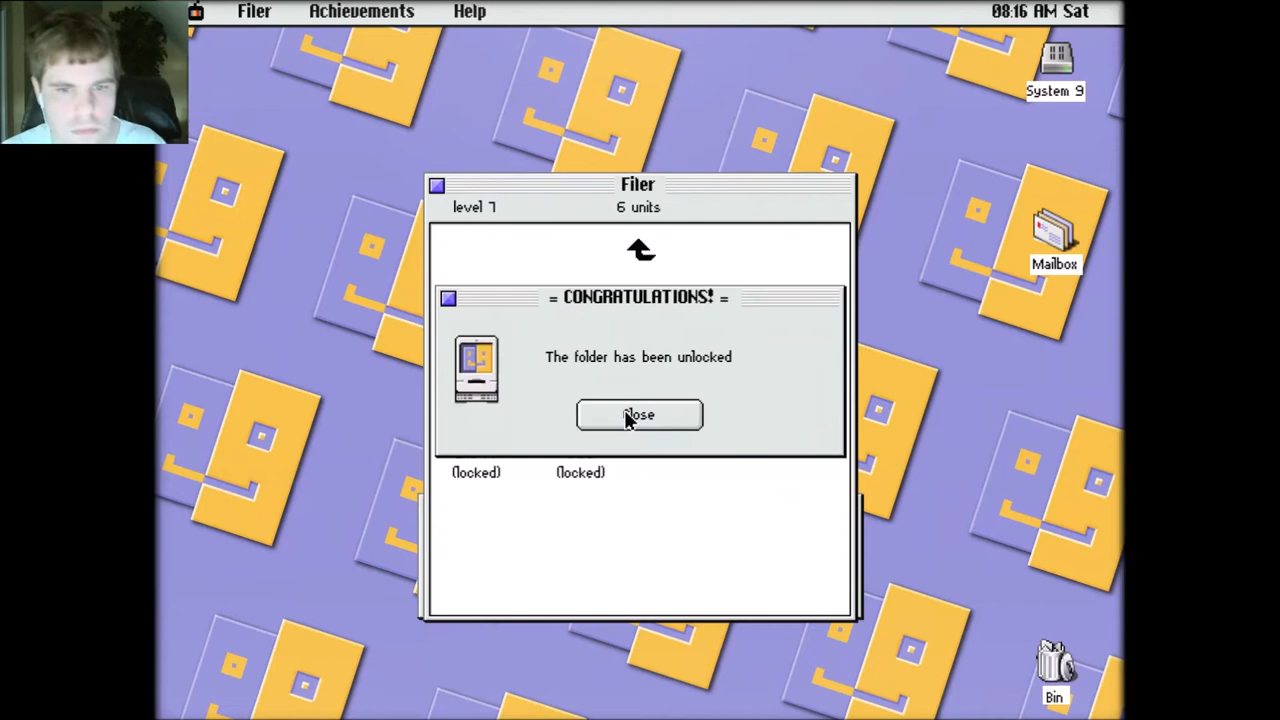 Filer Achievements Help 08:16 AM Sat
System 9
Filer
level 7 6 units
= CONGRATULATIONS! =
Mailbox
The folder has been unlocked
Close
(locked) (locked)
Bin